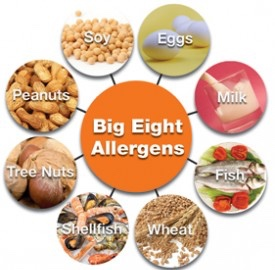 Big Eight
Allergens
Soy
Eggs
Milk
Fish
Wheat
Shellfish
Tree Nuts
Peanuts